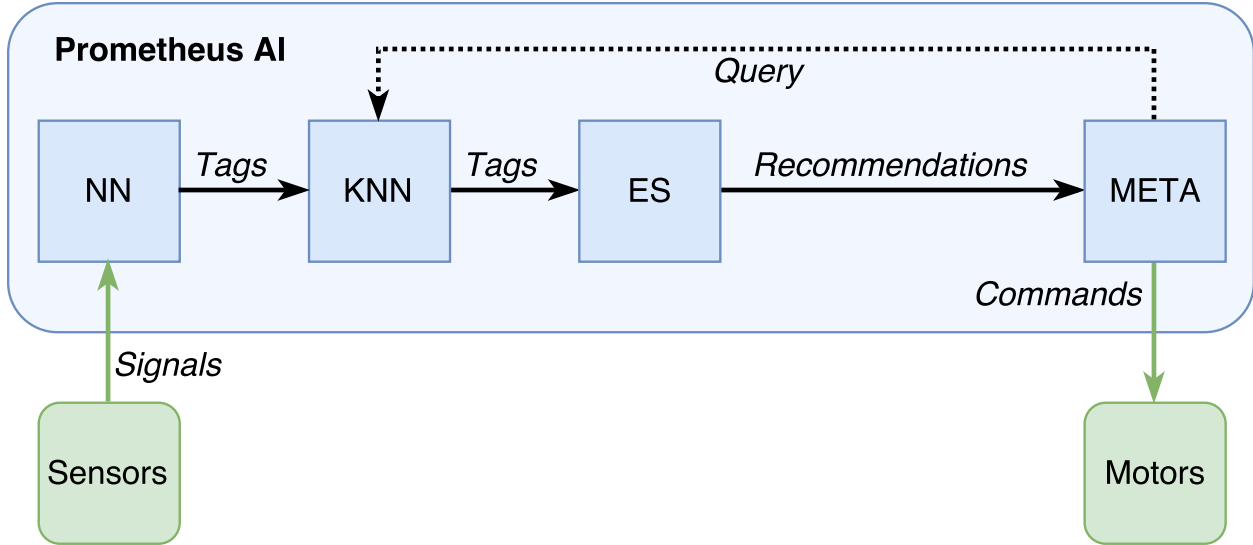 Prometheus AI
Query
Tags
Tags
Recommendations
NN
KNN
ES
META
Commands
Signals
Sensors
Motors